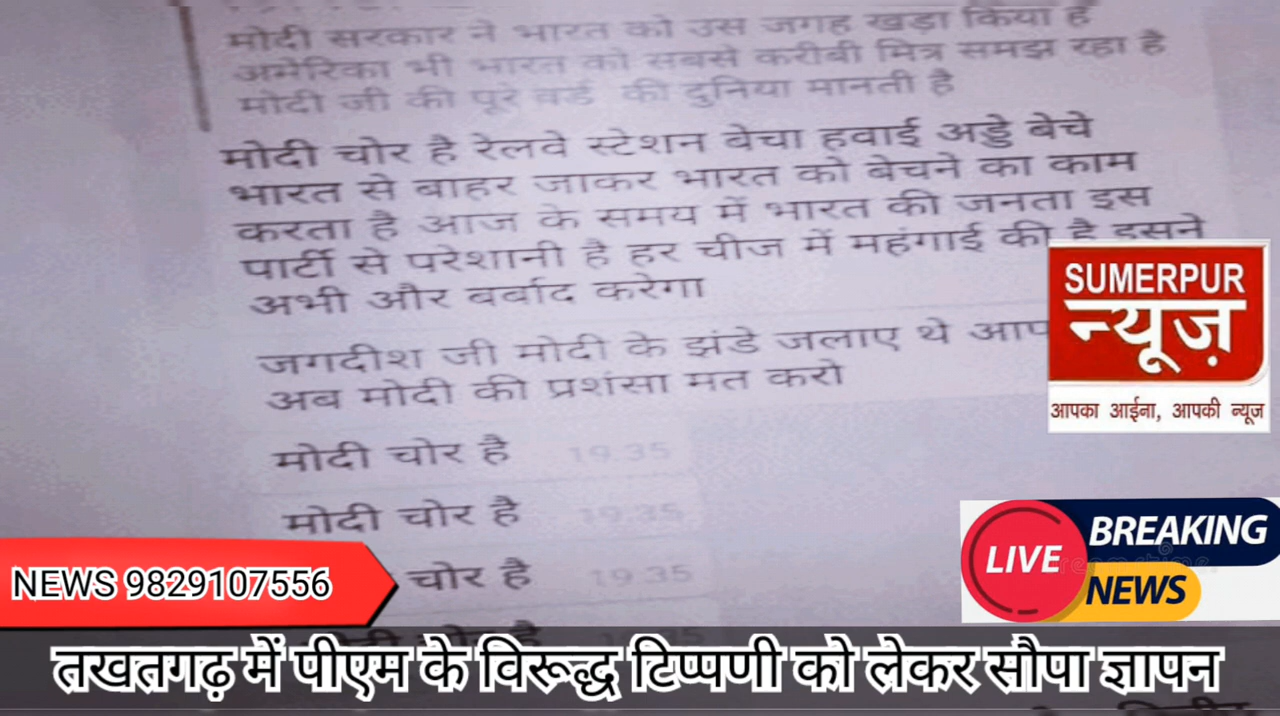 मोदी सरकार ने भारत को उस जगह खड़ा किया है
अमेरिका भी भारत को सबसे करीबी मित्र समझ रहा है
मोदी जी की पूरे वर्ड की दुनिया मानती है
मोदी चोर है रेलवे स्टेशन बेचा हवाई अड्डे बेचे
भारत से बाहर जाकर भारत को बेचने का काम
करता है आज के समय में भारत की जनता इस
पार्टी से परेशानी है हर चीज में महंगाई की है इसने
अभी और बर्बाद करेगा
जगदीश जी मोदी के झंडे जलाए थे आप
अब मोदी की प्रशंसा मत करो
मोदी चोर है 19:35
मोदी चोर है 19:35
चोर है 19:35
SUMERPUR
न्यूज़
आपका आईना, आपकी न्यूज
LIVE BREAKING
NEWS
NEWS 9829107556
तखतगढ़ में पीएम के विरूद्ध टिप्पणी को लेकर सौपा ज्ञापन